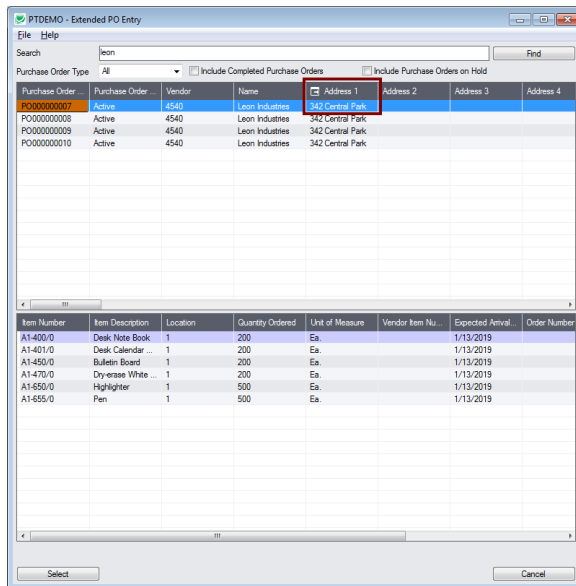 PTDEMO - Extended PO Entry
File Help
Search leon Find
Purchase Order Type All Include Completed Purchase Orders Include Purchase Orders on Hold
Purchase Order ... Purchase Order ... Vendor Name Address 1 Address 2 Address 3 Address 4
PO000000007 Active 4540 Leon Industries 342 Central Park
PO000000008 Active 4540 Leon Industries 342 Central Park
PO000000009 Active 4540 Leon Industries 342 Central Park
PO000000010 Active 4540 Leon Industries 342 Central Park
Item Number Item Description Location Quantity Ordered Unit of Measure Vendor Item Nu... Expected Arrival... Order Number
A1-400/0 Desk Note Book 1 200 Ea. 1/13/2019
A1-401/0 Desk Calendar ... 1 200 Ea. 1/13/2019
A1-450/0 Bulletin Board 1 200 Ea. 1/13/2019
A1-470/0 Dry-erase White ... 1 200 Ea. 1/13/2019
A1-650/0 Highlighter 1 500 Ea. 1/13/2019
A1-655/0 Pen 1 500 Ea. 1/13/2019
Select Cancel